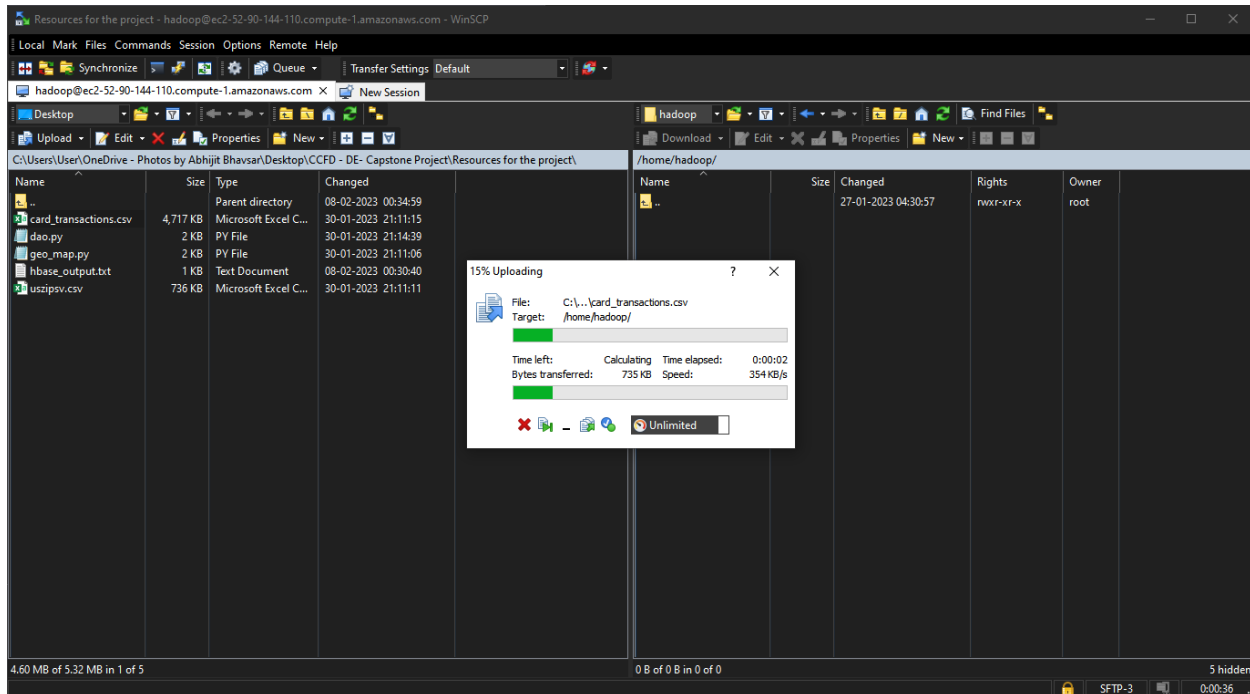 Resources for the project - hadoop@ec2-52-90-144-110.compute-1.amazonaws.com - WinSCP
Local Mark Files Commands Session Options Remote Help
Synchronize Queue Transfer Settings Default
hadoop@ec2-52-90-144-110.compute-1.amazonaws.com X New Session
Desktop
hadoop Find Files
Upload Edit Properties New
Download Edit Properties New
C:\Users\User\OneDrive - Photos by Abhijit Bhavsar\Desktop\CCFD - DE- Capstone Project\Resources for the project\
/home/hadoop/
Name Size Type Changed
.. Parent directory 08-02-2023 00:34:59
card_transactions.csv 4,717 KB Microsoft Excel C... 30-01-2023 21:11:15
dao.py 2 KB PY File 30-01-2023 21:14:39
geo_map.py 2 KB PY File 30-01-2023 21:11:06
hbase_output.txt 1 KB Text Document 08-02-2023 00:30:40
uszipsv.csv 736 KB Microsoft Excel C... 30-01-2023 21:11:11
Name Size Changed Rights Owner
.. 27-01-2023 04:30:57 rwxr-xr-x root
15% Uploading ? X
File: C:\...\card_transactions.csv
Target: /home/hadoop/
Time left: Calculating Time elapsed: 0:00:02
Bytes transferred: 735 KB Speed: 354 KB/s
Unlimited
4.60 MB of 5.32 MB in 1 of 5
0 B of 0 B in 0 of 0
5 hidden
SFTP-3 0:00:36